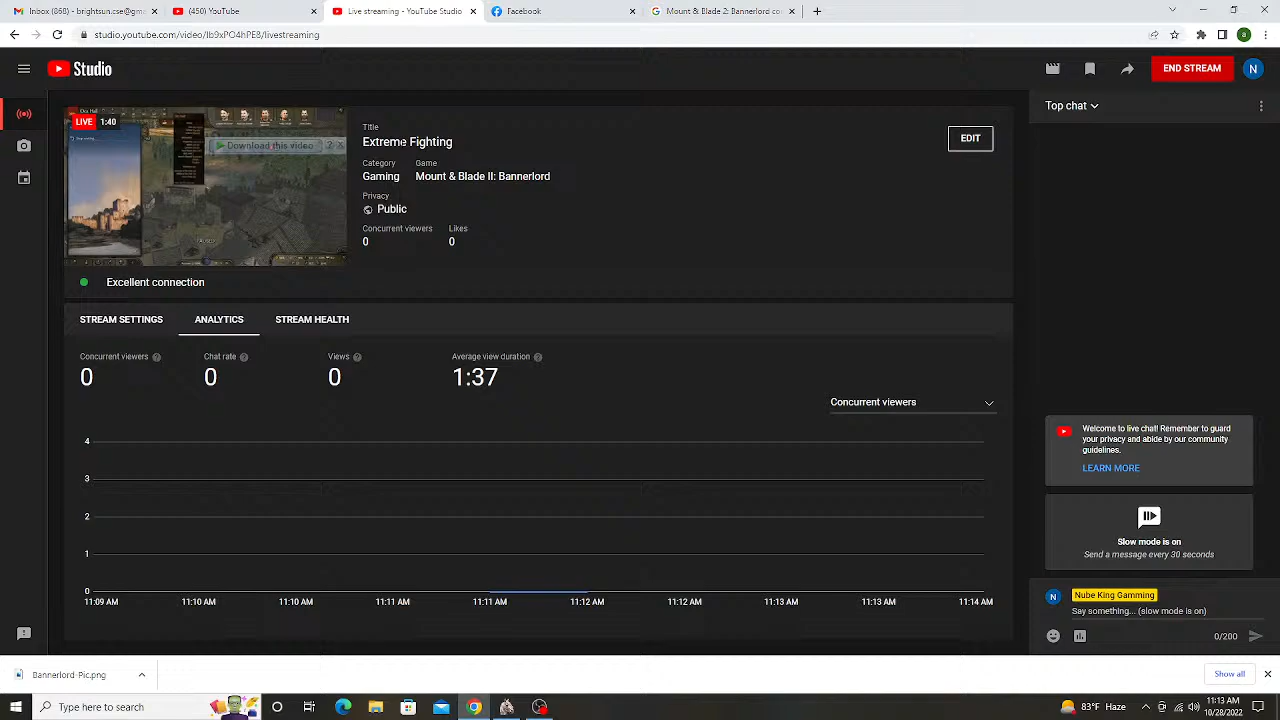 Inbox (868) - brightsun.cse@gm
(450) YouTube
Live streaming - YouTube Studio
Facebook
Mount & Blade 2: Bannerlord sou
studio.youtube.com/video/Ib9xPO4hPE8/livestreaming
a
Studio
END STREAM
N
LIVE 1:40
Download this video ? X
PAUSED
Title
Extreme Fighting
EDIT
Category Game
Gaming Mount & Blade II: Bannerlord
Privacy
Public
Concurrent viewers Likes
0 0
Excellent connection
STREAM SETTINGS ANALYTICS STREAM HEALTH
Concurrent viewers Chat rate Views Average view duration
0 0 0 1:37
Concurrent viewers
4
3
2
1
0
11:09 AM 11:10 AM 11:10 AM 11:11 AM 11:11 AM 11:12 AM 11:12 AM 11:13 AM 11:13 AM 11:14 AM
Top chat
Welcome to live chat! Remember to guard
your privacy and abide by our community
guidelines.
LEARN MORE
Slow mode is on
Send a message every 30 seconds
N Nube King Gamming
Say something... (slow mode is on)
0/200
Bannerlord-Pic.png
Show all
Type here to search
83°F Haze
11:13 AM
10/28/2022